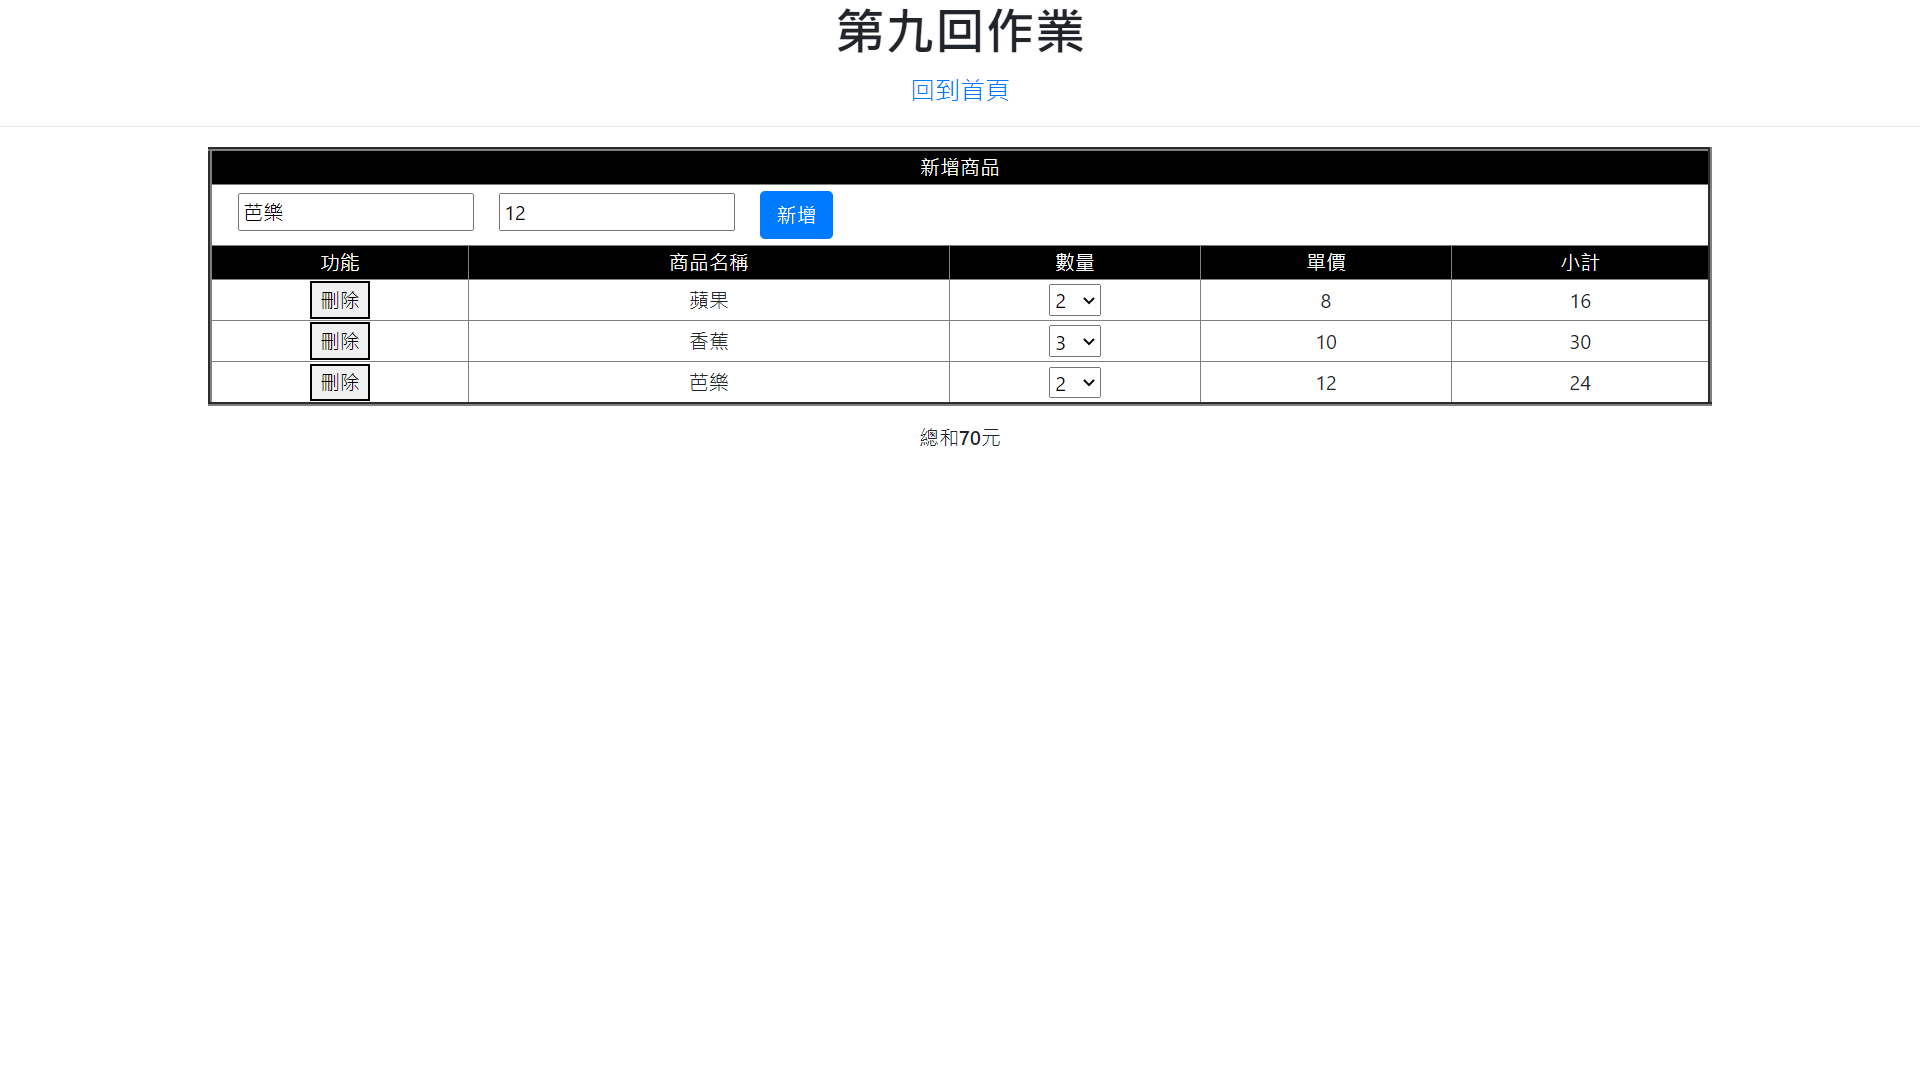 第九回作業
回到首頁
新增商品
芭樂 12 新增
功能 商品名稱 數量 單價 小計
刪除 蘋果 2 8 16
刪除 香蕉 3 10 30
刪除 芭樂 2 12 24
總和70元